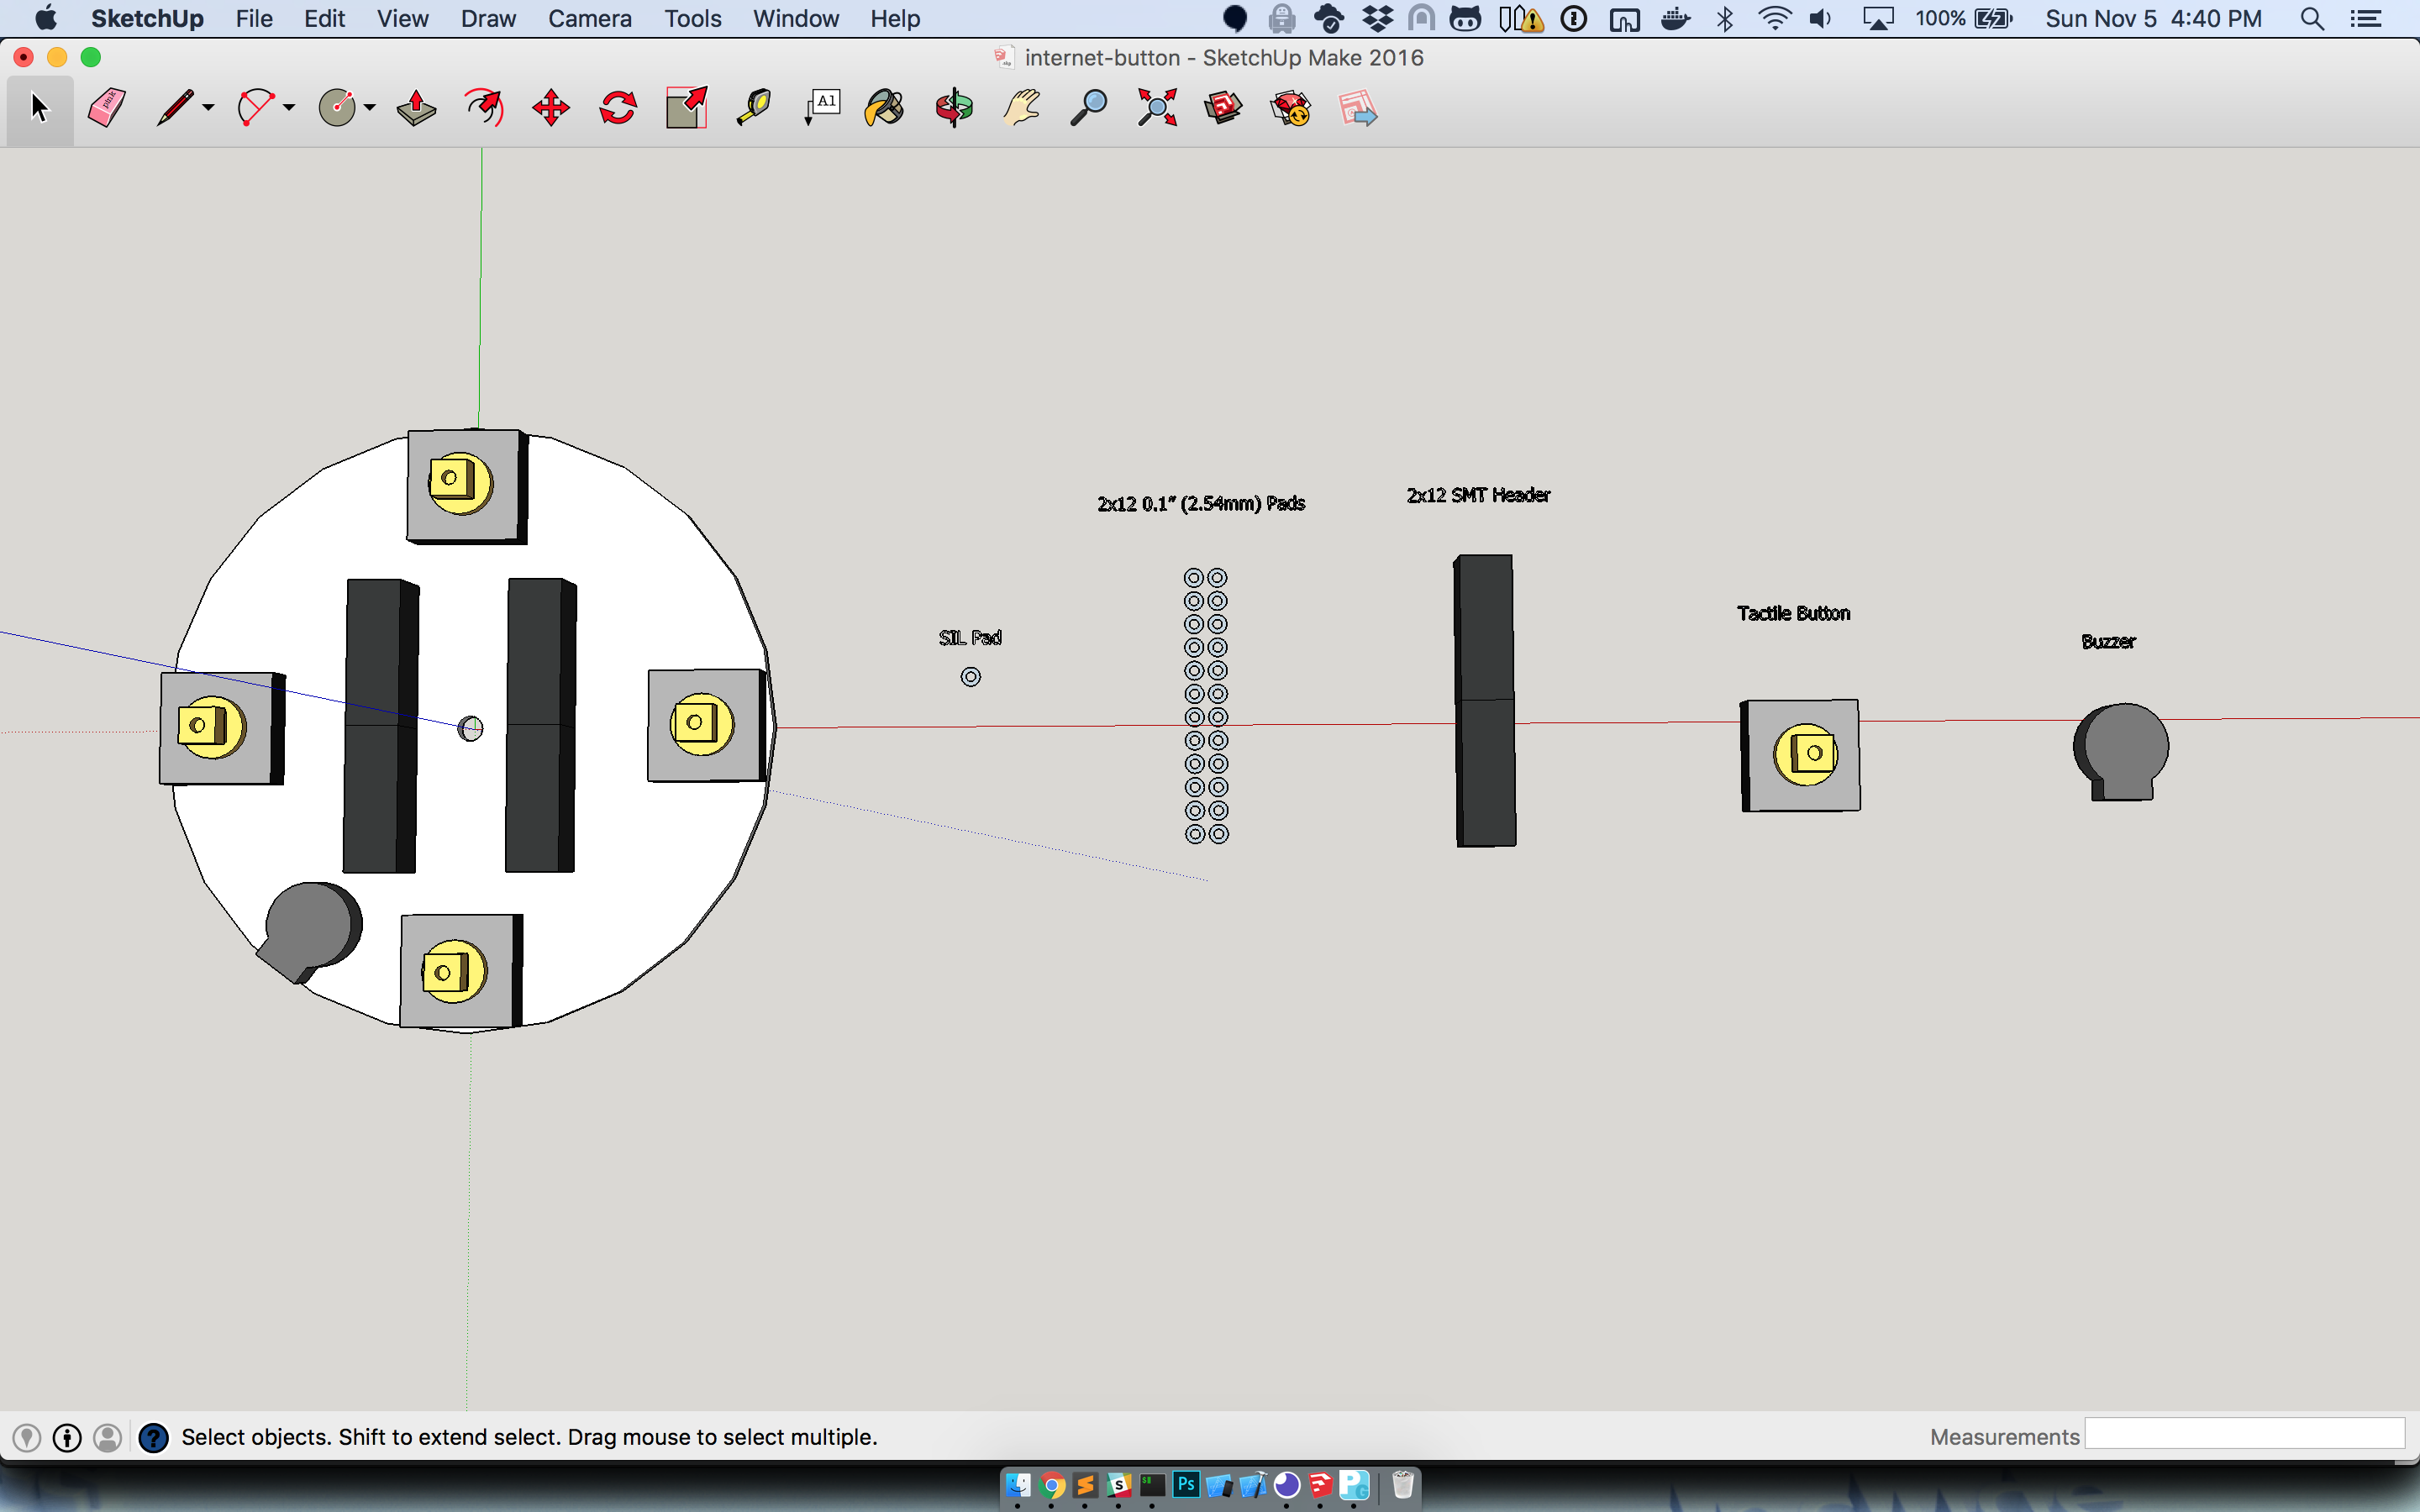 SketchUp File Edit View Draw Camera Tools Window Help 100% Sun Nov 5 4:40 PM
internet-button - SketchUp Make 2016
A1
2x12 SMT Header
2x12 0.1" (2.54mm) Pads
Tactile Button
SIL Pad
Buzzer
Select objects. Shift to extend select. Drag mouse to select multiple.
Measurements
Ps